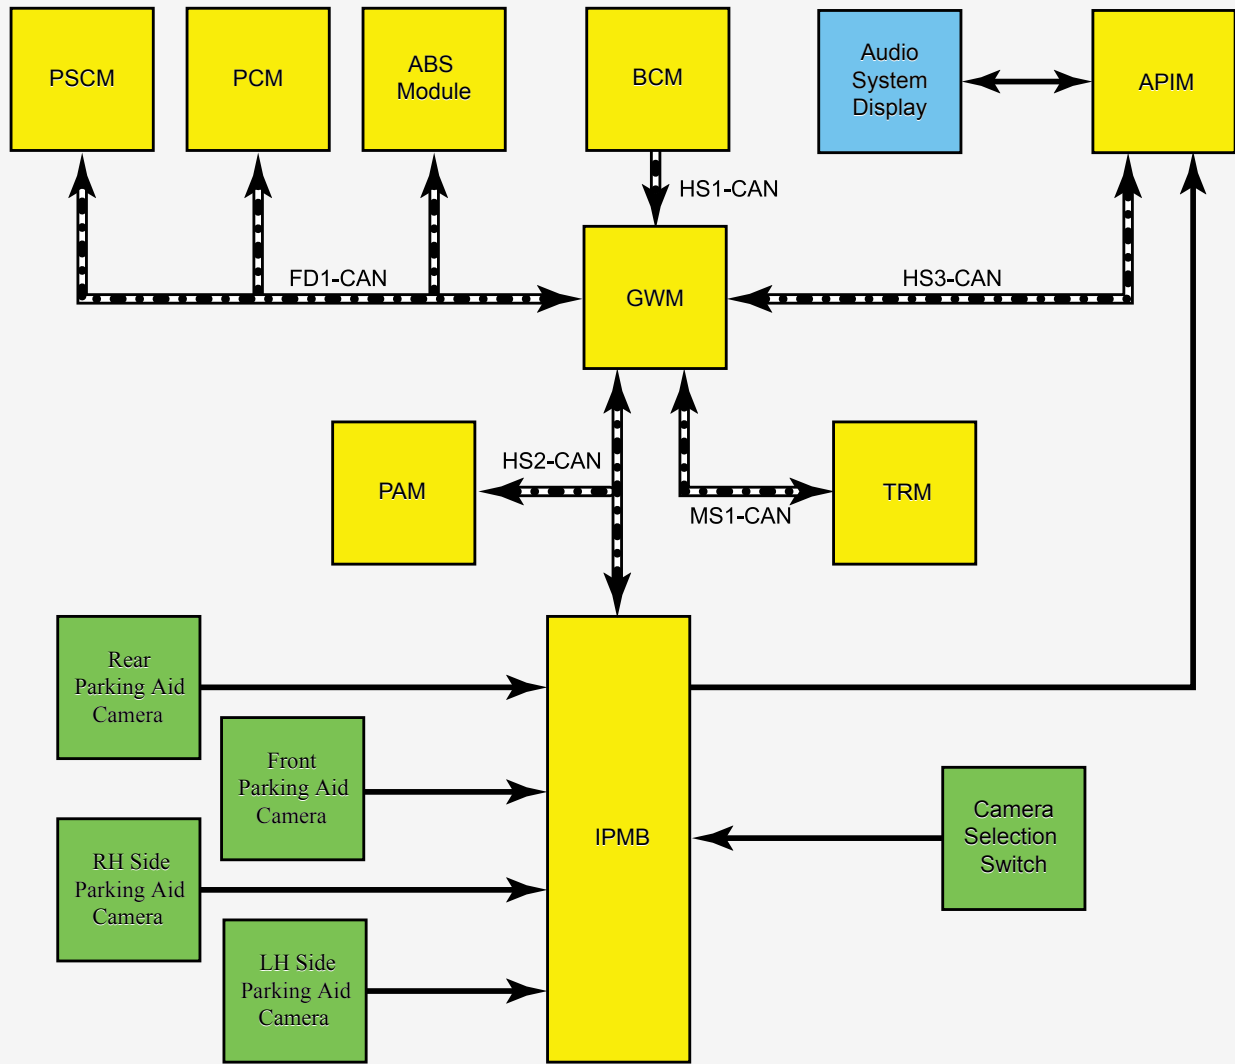 PSCM
PCM
ABS
Module
BCM
Audio
System
Display
APIM
HS1-CAN
FD1-CAN
GWM
HS3-CAN
PAM
HS2-CAN
MS1-CAN
TRM
Rear
Parking Aid
Camera
Front
Parking Aid
Camera
RH Side
Parking Aid
Camera
LH Side
Parking Aid
Camera
IPMB
Camera
Selection
Switch